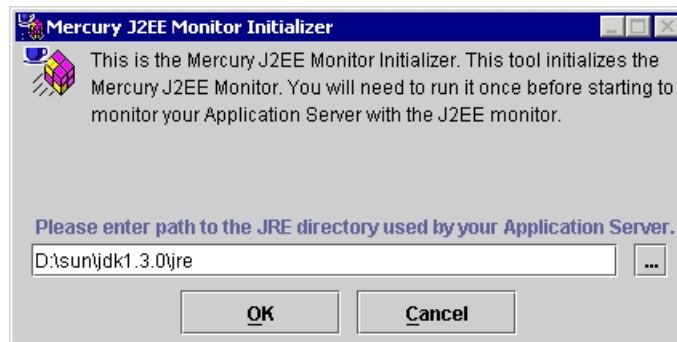 Mercury J2EE Monitor Initializer
This is the Mercury J2EE Monitor Initializer. This tool initializes the
Mercury J2EE Monitor. You will need to run it once before starting to
monitor your Application Server with the J2EE monitor.
Please enter path to the JRE directory used by your Application Server.
D:\sun\jdk1.3.0\jre
...
OK
Cancel